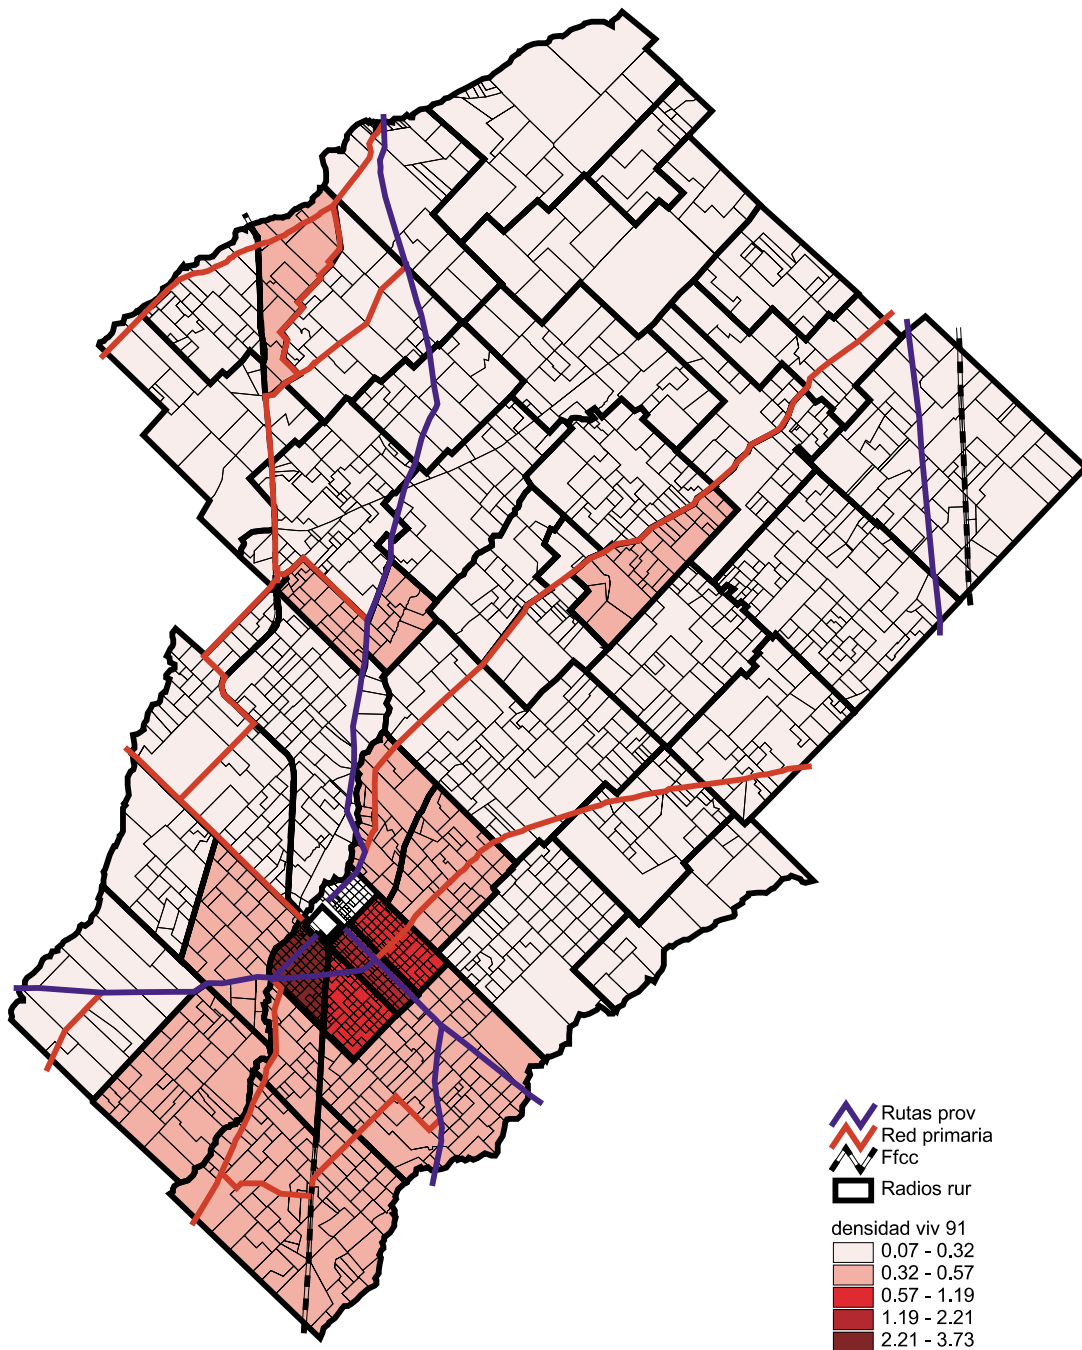 Rutas prov
Red primaria
Ffcc
Radios rur
densidad viv 91
0.07 - 0.32
0.32 - 0.57
0.57 - 1.19
1.19 - 2.21
2.21 - 3.73